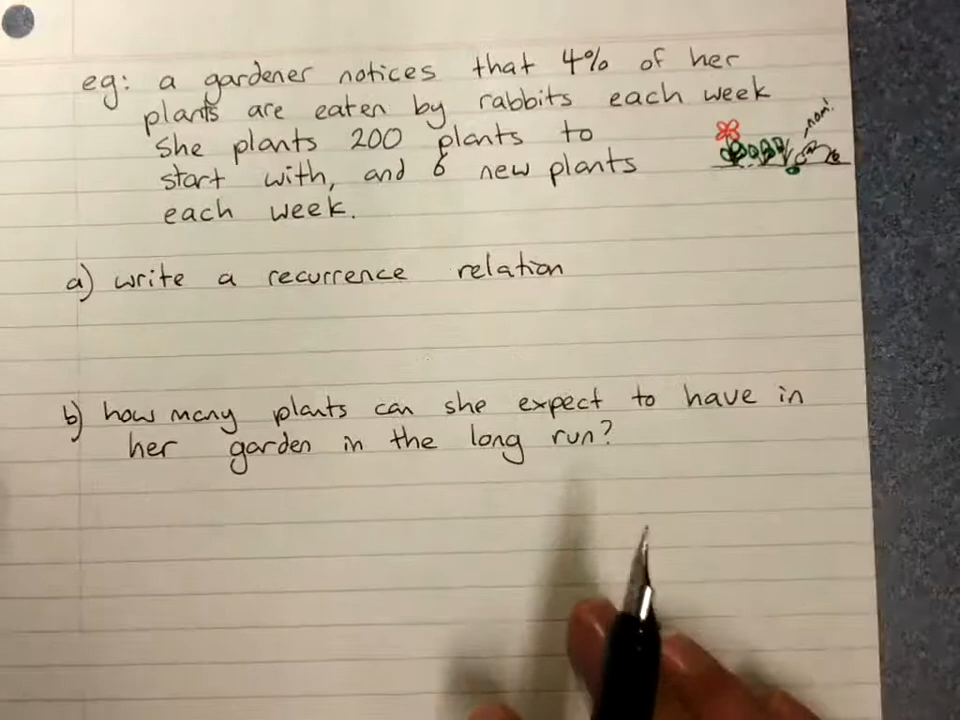 eg: a gardener notices that 4% of her
plants are eaten by rabbits each week
She plants 200 plants to
start with, and 6 new plants
each week.
nom!
a) write a recurrence relation
b) how many plants can she expect to have in
her garden in the long run?